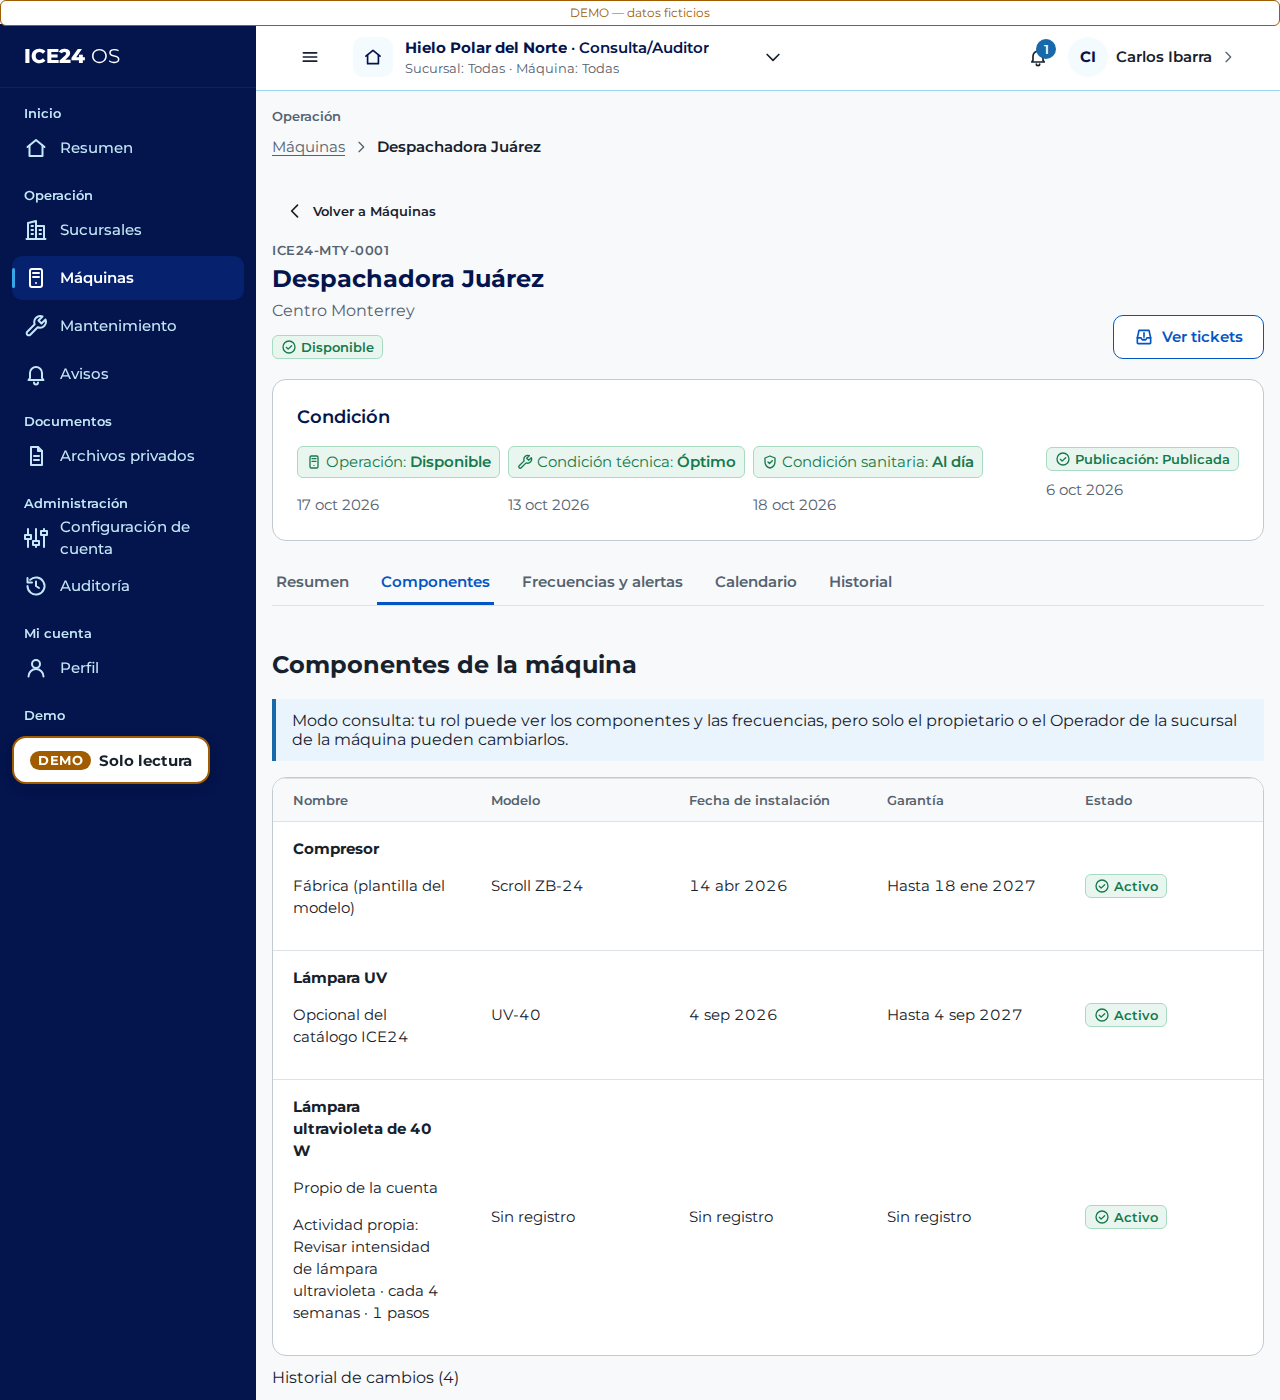 DEMO — datos ficticios
ICE24 OS
Hielo Polar del Norte · Consulta/Auditor
Sucursal: Todas · Máquina: Todas
1
CI
Carlos Ibarra
Inicio
Resumen
Operación
Sucursales
Máquinas
Mantenimiento
Avisos
Documentos
Archivos privados
Administración
Configuración de
cuenta
Auditoría
Mi cuenta
Perfil
Demo
DEMO Solo lectura
Operación
Máquinas
Despachadora Juárez
Volver a Máquinas
ICE24-MTY-0001
Despachadora Juárez
Centro Monterrey
Disponible
Ver tickets
Condición
Operación: Disponible
17 oct 2026
Condición técnica: Óptimo
13 oct 2026
Condición sanitaria: Al día
18 oct 2026
Publicación: Publicada
6 oct 2026
Resumen
Componentes
Frecuencias y alertas
Calendario
Historial
Componentes de la máquina
Modo consulta: tu rol puede ver los componentes y las frecuencias, pero solo el propietario o el Operador de la sucursal
de la máquina pueden cambiarlos.
Nombre
Modelo
Fecha de instalación
Garantía
Estado
Compresor
Fábrica (plantilla del
modelo)
Scroll ZB-24
14 abr 2026
Hasta 18 ene 2027
Activo
Lámpara UV
Opcional del
catálogo ICE24
UV-40
4 sep 2026
Hasta 4 sep 2027
Activo
Lámpara
ultravioleta de 40
W
Propio de la cuenta
Actividad propia:
Revisar intensidad
de lámpara
ultravioleta · cada 4
semanas · 1 pasos
Sin registro
Sin registro
Sin registro
Activo
Historial de cambios (4)